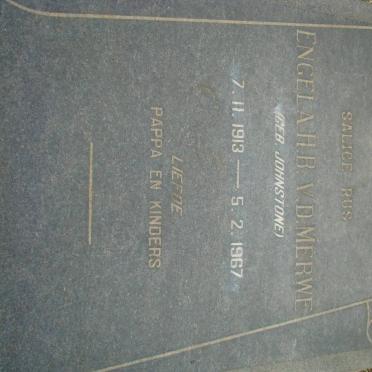 SALIGE RUS
ENGELA H.B. V.D. MERWE
(GEB. JOHNSTONE)
7. 11. 1913 — 5. 2. 1967
LIEFDE
PAPPA EN KINDERS